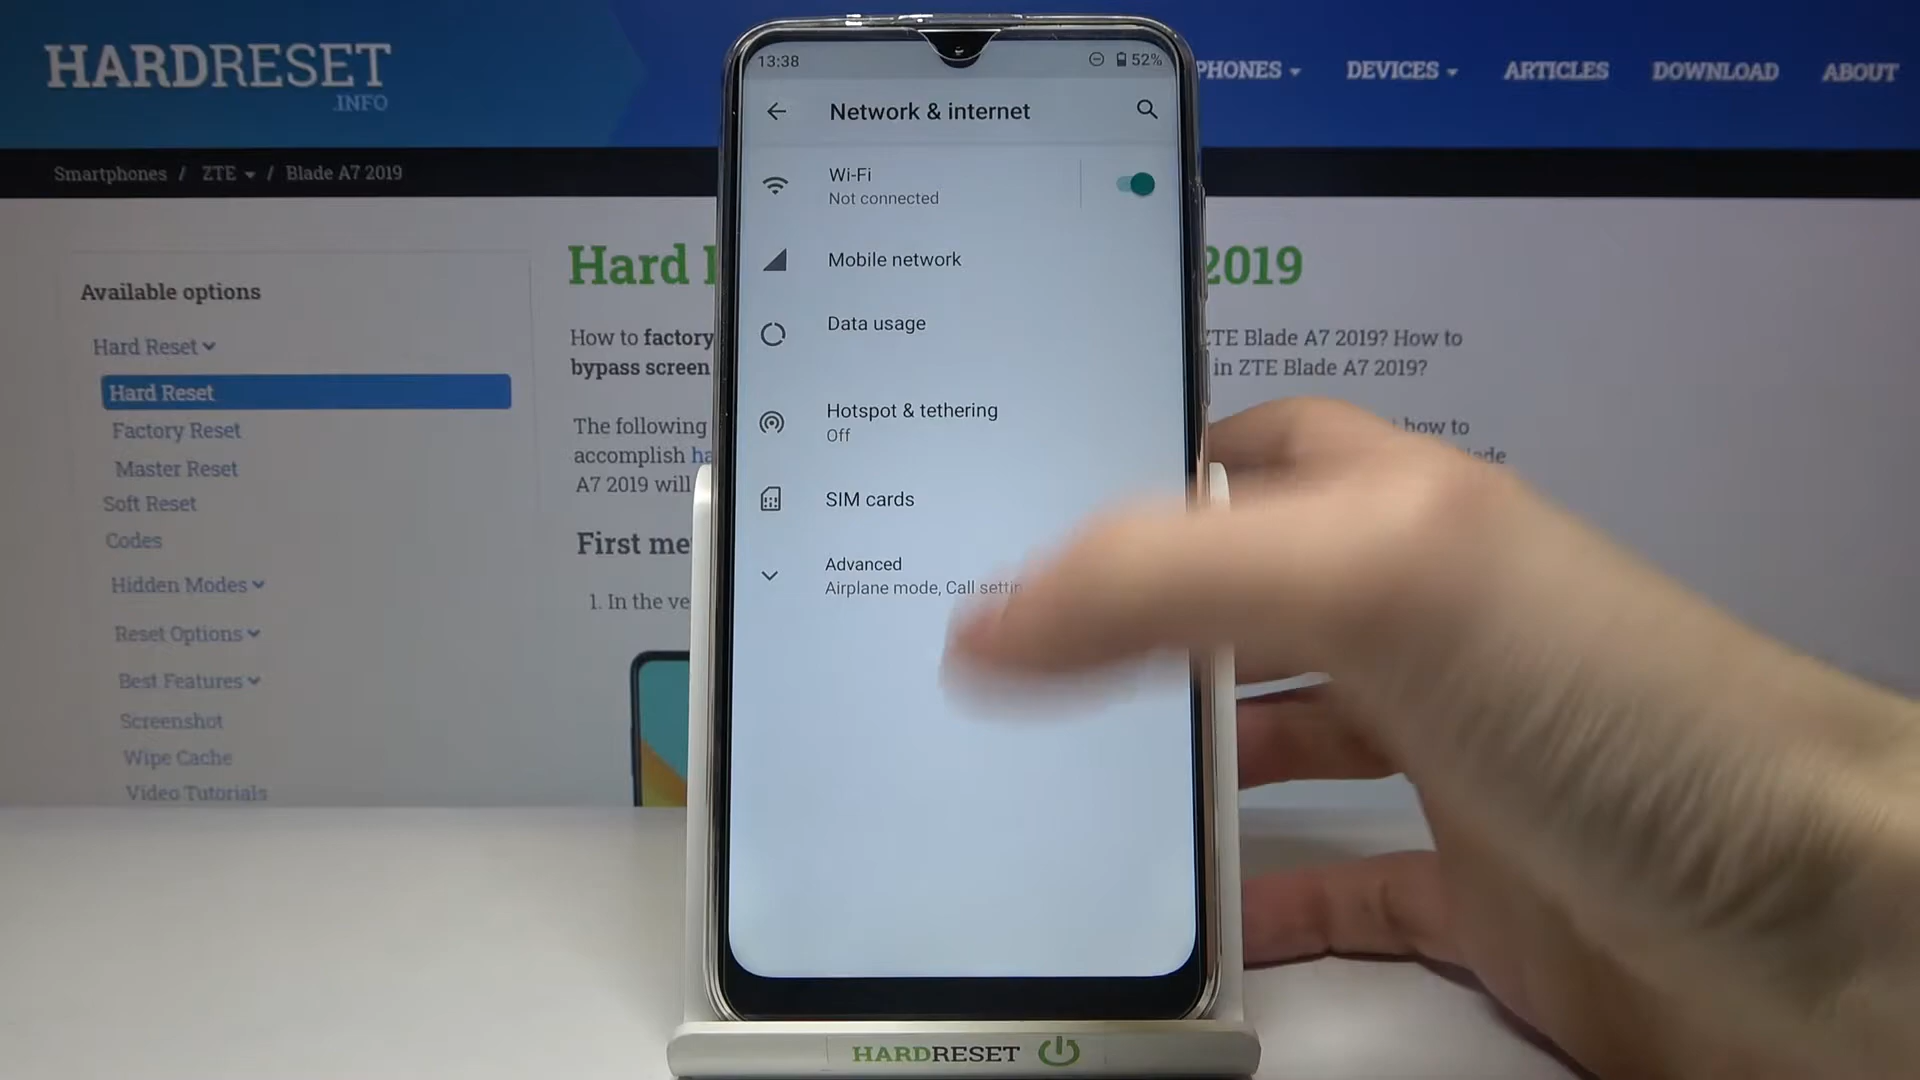 HARDRESET
.INFO
PHONES
DEVICES
ARTICLES
DOWNLOAD
ABOUT
Smartphones / ZTE / Blade A7 2019
Available options
Hard Reset
Hard Reset
Factory Reset
Master Reset
Soft Reset
Codes
Hidden Modes
Reset Options
Best Features
Screenshot
Wipe Cache
Video Tutorials
Hard
2019
How to factory
bypass screen
ZTE Blade A7 2019? How to
in ZTE Blade A7 2019?
The following
accomplish
A7 2019 will
how to
First
1. In the
13:38
52%
Network & internet
Wi-Fi
Not connected
Mobile network
Data usage
Hotspot & tethering
Off
SIM cards
Advanced
Airplane mode, Call
HARDRESET